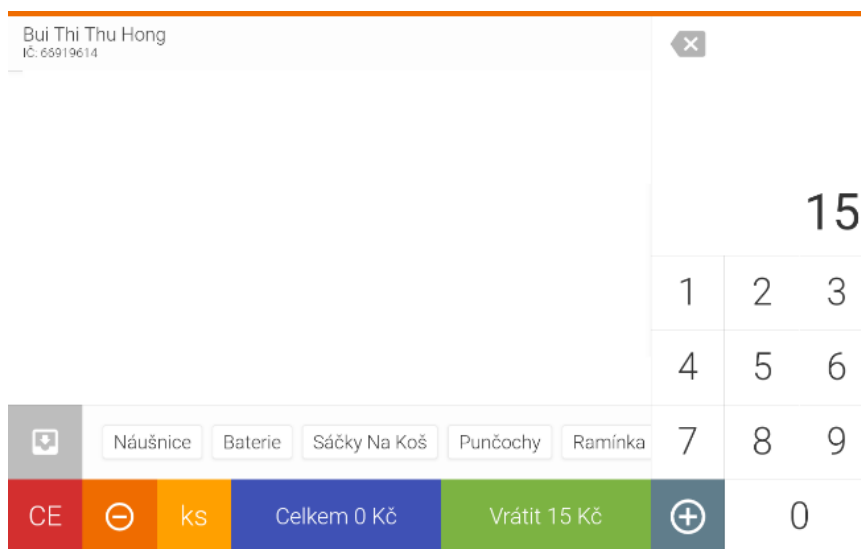 Bui Thi Thu Hong
IČ: 66919614
15
1 2 3
4 5 6
Náušnice Baterie Sáčky Na Koš Punčochy Ramínka 7 8 9
CE ks Celkem 0 Kč Vrátit 15 Kč 0